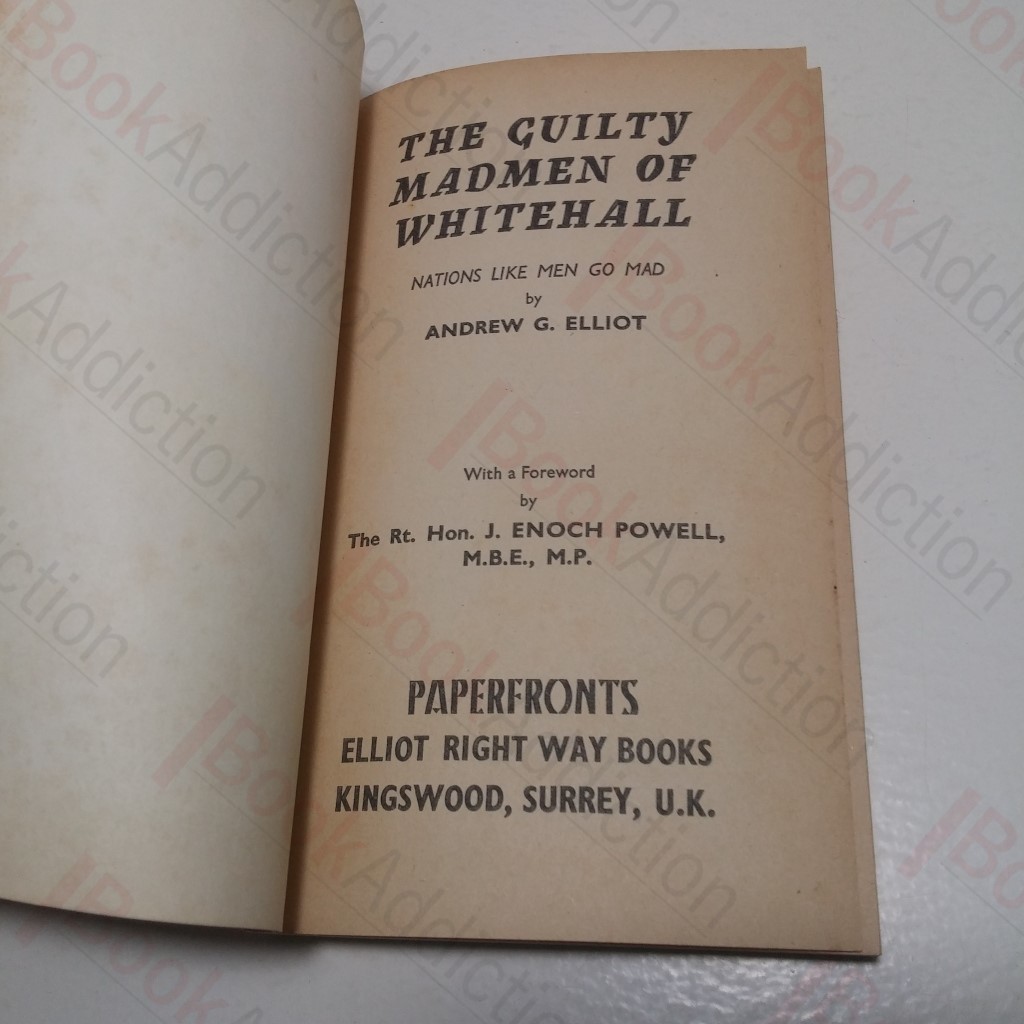 THE GUILTY
MADMEN OF
WHITEHALL
NATIONS LIKE MEN GO MAD
by
ANDREW G. ELLIOT
With a Foreword
by
The Rt. Hon. J. ENOCH POWELL,
M.B.E., M.P.
PAPERFRONTS
ELLIOT RIGHT WAY BOOKS
KINGSWOOD, SURREY, U.K.
BookAddiction